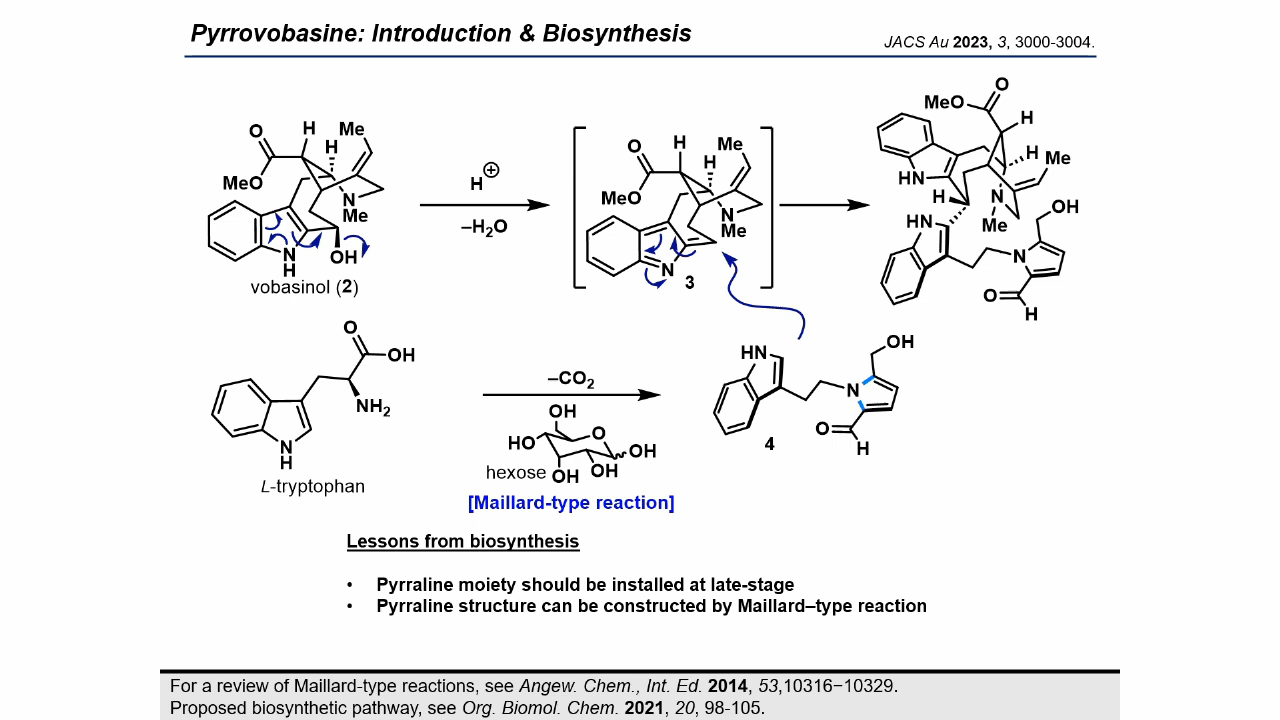 Pyrrovobasine: Introduction & Biosynthesis
JACS Au 2023, 3, 3000-3004.
O
H
Me
H
MeO
N
Me
N
H
OH
vobasinol (2)
H⊕
–H₂O
O
H
Me
H
MeO
N
Me
N
3
O
MeO
H
H
Me
HN
H
N
Me
HN
OH
N
O
H
O
OH
NH₂
N
H
L-tryptophan
–CO₂
OH
HO
O
OH
OH
OH
hexose
[Maillard-type reaction]
HN
OH
N
O
H
4
Lessons from biosynthesis
• Pyrraline moiety should be installed at late-stage
• Pyrraline structure can be constructed by Maillard–type reaction
For a review of Maillard-type reactions, see Angew. Chem., Int. Ed. 2014, 53,10316−10329.
Proposed biosynthetic pathway, see Org. Biomol. Chem. 2021, 20, 98-105.